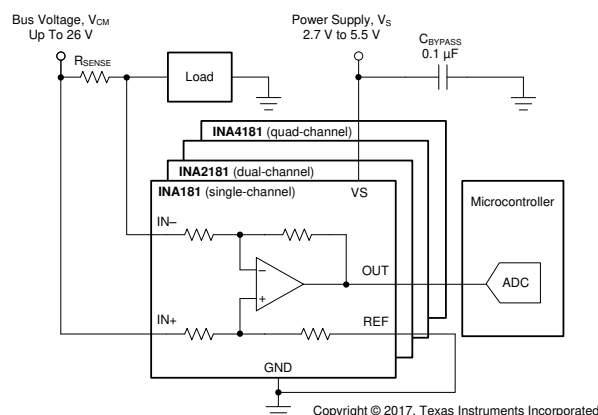 Bus Voltage, VCM
Up To 26 V
RSENSE
Load
Power Supply, VS
2.7 V to 5.5 V
CBYPASS
0.1 µF
INA4181 (quad-channel)
INA2181 (dual-channel)
INA181 (single-channel)
VS
Microcontroller
IN–
–
OUT
ADC
+
IN+
REF
GND
Copyright © 2017, Texas Instruments Incorporated